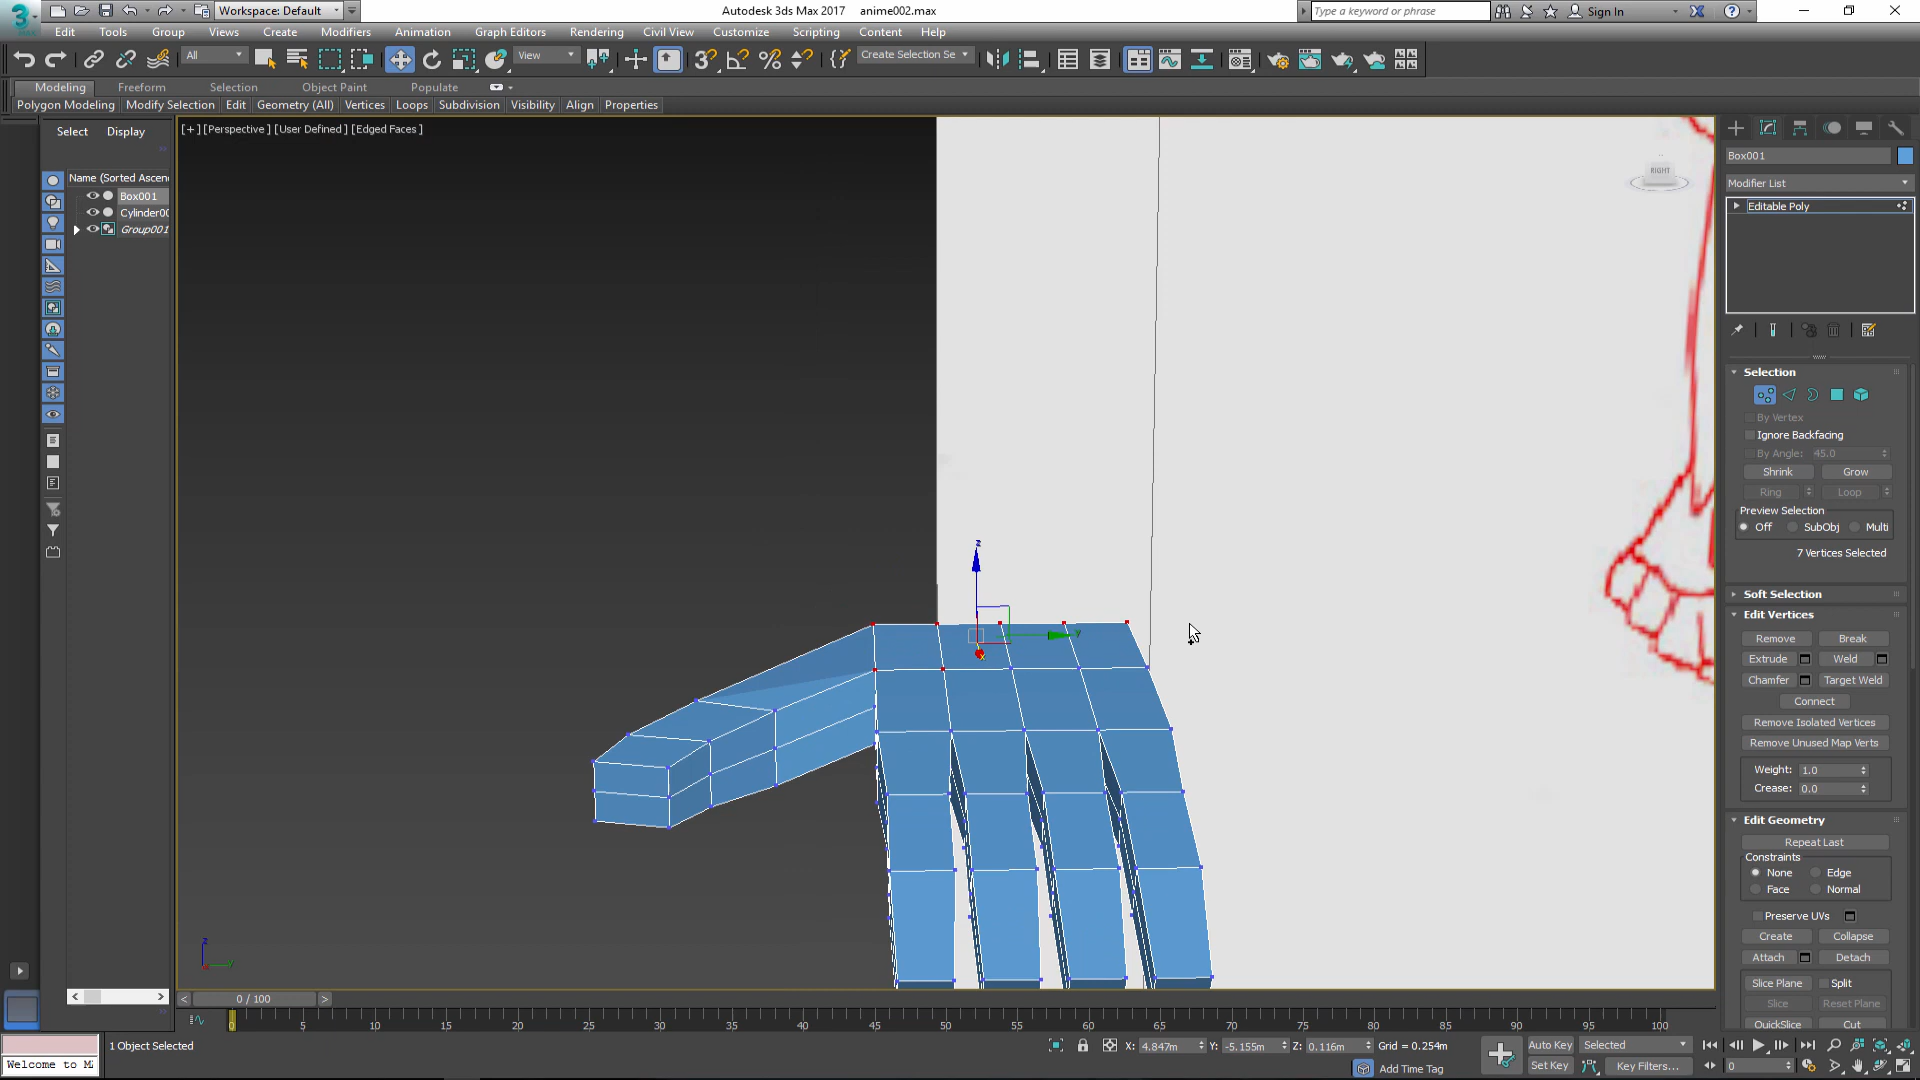 3
MAX
Workspace: Default
Autodesk 3ds Max 2017 anime002.max
Type a keyword or phrase
Sign In
Edit Tools Group Views Create Modifiers Animation Graph Editors Rendering Civil View Customize Scripting Content Help
All
View
Create Selection Se
Modeling Freeform Selection Object Paint Populate
Polygon Modeling Modify Selection Edit Geometry (All) Vertices Loops Subdivision Visibility Align Properties
Select Display
Name (Sorted Ascen
Box001
Cylinder00
Group001
[+] [Perspective] [User Defined] [Edged Faces]
RIGHT
z
y
x
z
y
Box001
Modifier List
Editable Poly
Selection
By Vertex
Ignore Backfacing
By Angle: 45.0
Shrink Grow
Ring Loop
Preview Selection
Off SubObj Multi
7 Vertices Selected
Soft Selection
Edit Vertices
Remove Break
Extrude Weld
Chamfer Target Weld
Connect
Remove Isolated Vertices
Remove Unused Map Verts
Weight: 1.0
Crease: 0.0
Edit Geometry
Repeat Last
Constraints
None Edge
Face Normal
Preserve UVs
Create Collapse
Attach Detach
Slice Plane Split
Slice Reset Plane
QuickSlice Cut
< 0 / 100 >
0 5 10 15 20 25 30 35 40 45 50 55 60 65 70 75 80 85 90 95 100
1 Object Selected
X: 4.847m Y: -5.155m Z: 0.116m Grid = 0.254m
Auto Key Selected
Welcome to M
Add Time Tag
Set Key Key Filters...
0